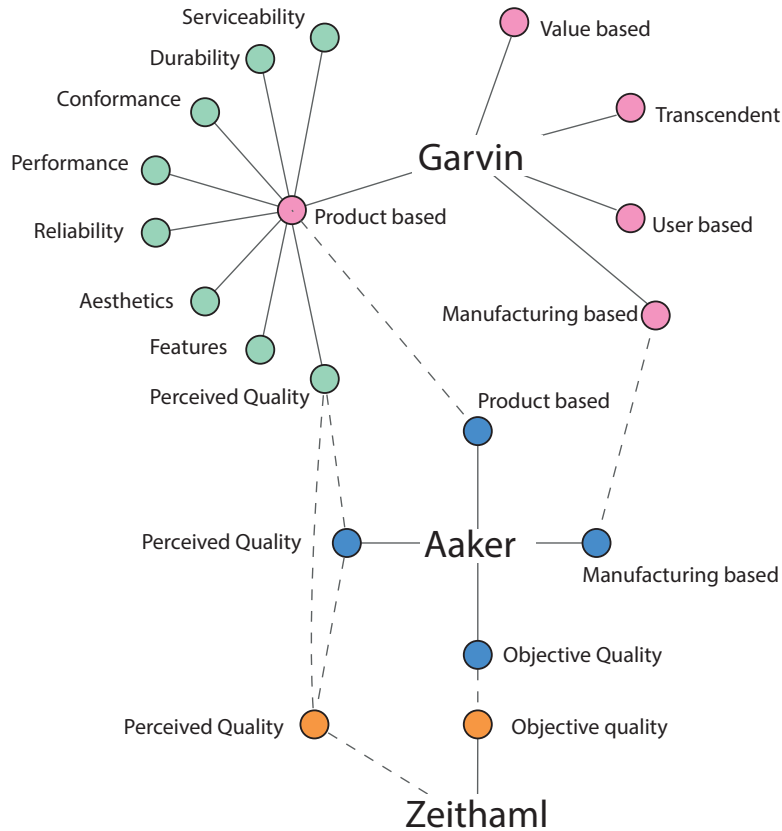 Serviceability
Value based
Durability
Conformance
Transcendent
Garvin
Performance
Product based
User based
Reliability
Aesthetics
Manufacturing based
Features
Perceived Quality
Product based
Perceived Quality
Aaker
Manufacturing based
Objective Quality
Perceived Quality
Objective quality
Zeithaml